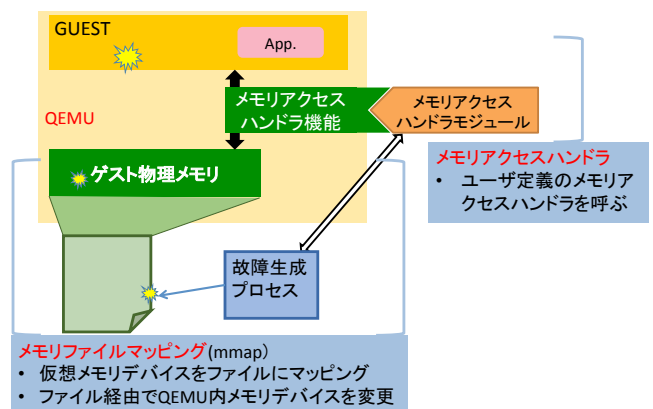 GUEST
App.
QEMU
メモリアクセス
ハンドラ機能
メモリアクセス
ハンドラモジュール
ゲスト物理メモリ
メモリアクセスハンドラ
• ユーザ定義のメモリア
クセスハンドラを呼ぶ
故障生成
プロセス
メモリファイルマッピング(mmap)
• 仮想メモリデバイスをファイルにマッピング
• ファイル経由でQEMU内メモリデバイスを変更